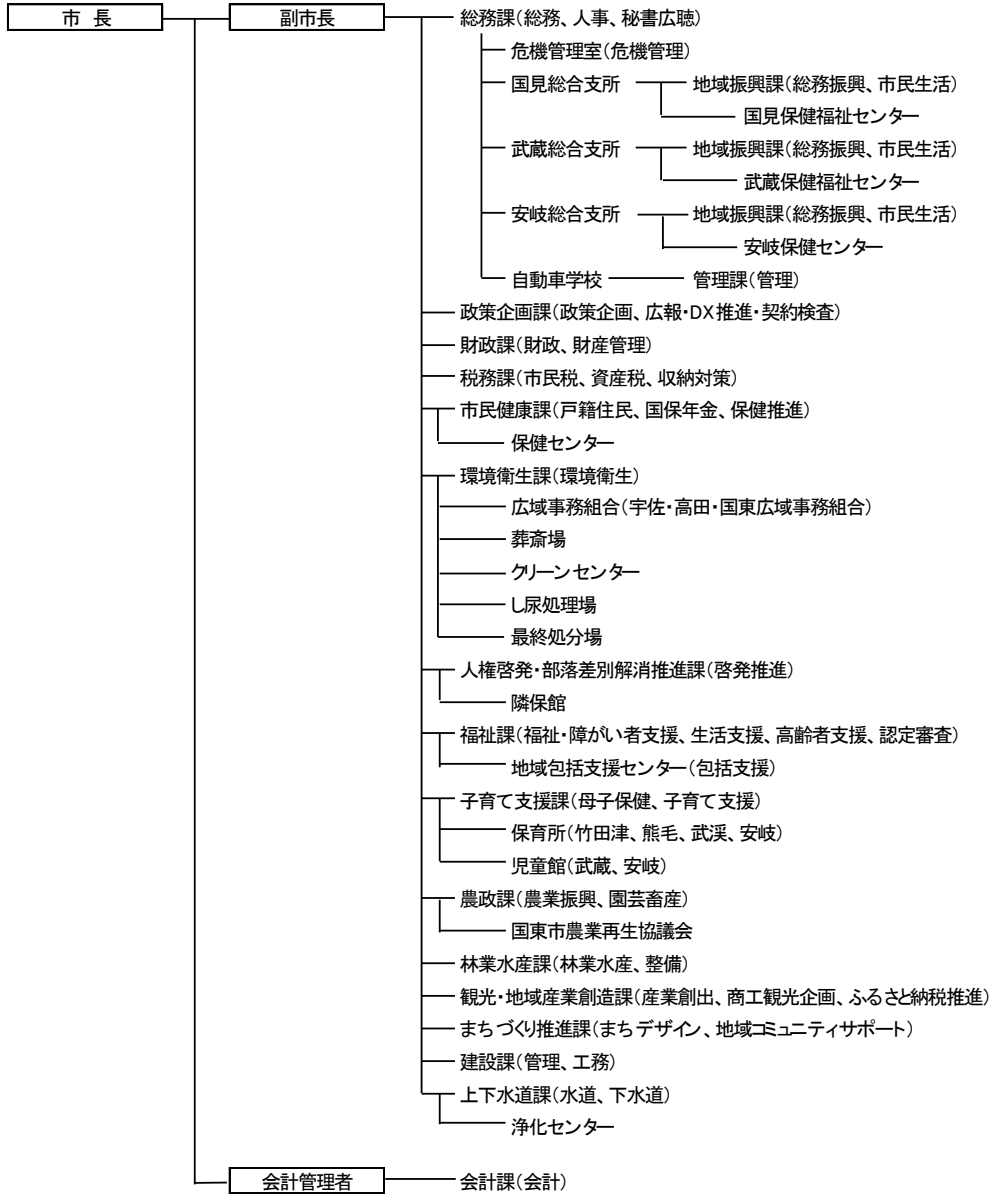 市 長 副市長 総務課(総務、人事、秘書広聴)
危機管理室(危機管理)
国見総合支所 地域振興課(総務振興、市民生活)
国見保健福祉センター
武蔵総合支所 地域振興課(総務振興、市民生活)
武蔵保健福祉センター
安岐総合支所 地域振興課(総務振興、市民生活)
安岐保健センター
自動車学校 管理課(管理)
政策企画課(政策企画、広報・DX推進・契約検査)
財政課(財政、財産管理)
税務課(市民税、資産税、収納対策)
市民健康課(戸籍住民、国保年金、保健推進)
保健センター
環境衛生課(環境衛生)
広域事務組合(宇佐・高田・国東広域事務組合)
葬斎場
クリーンセンター
し尿処理場
最終処分場
人権啓発・部落差別解消推進課(啓発推進)
隣保館
福祉課(福祉・障がい者支援、生活支援、高齢者支援、認定審査)
地域包括支援センター(包括支援)
子育て支援課(母子保健、子育て支援)
保育所(竹田津、熊毛、武渓、安岐)
児童館(武蔵、安岐)
農政課(農業振興、園芸畜産)
国東市農業再生協議会
林業水産課(林業水産、整備)
観光・地域産業創造課(産業創出、商工観光企画、ふるさと納税推進)
まちづくり推進課(まちデザイン、地域コミュニティサポート)
建設課(管理、工務)
上下水道課(水道、下水道)
浄化センター
会計管理者 会計課(会計)